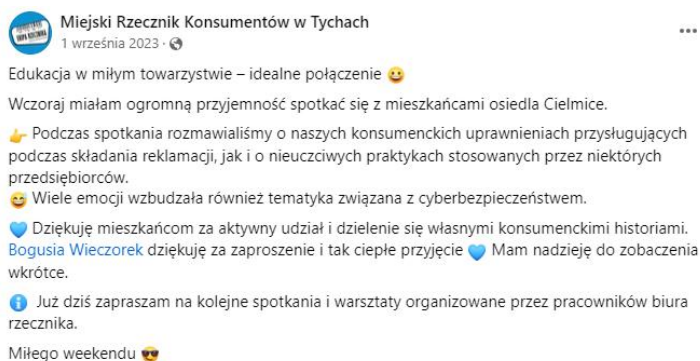 Miejski Rzecznik Konsumentów w Tychach
1 września 2023 ·
Edukacja w miłym towarzystwie – idealne połączenie 😀
Wczoraj miałam ogromną przyjemność spotkać się z mieszkańcami osiedla Cielmice.
👉 Podczas spotkania rozmawialiśmy o naszych konsumenckich uprawnieniach przysługujących
podczas składania reklamacji, jak i o nieuczciwych praktykach stosowanych przez niektórych
przedsiębiorców.
😅 Wiele emocji wzbudzała również tematyka związana z cyberbezpieczeństwem.
💙 Dziękuję mieszkańcom za aktywny udział i dzielenie się własnymi konsumenckimi historiami.
Bogusia Wieczorek dziękuję za zaproszenie i tak ciepłe przyjęcie 💙 Mam nadzieję do zobaczenia
wkrótce.
ℹ️ Już dziś zapraszam na kolejne spotkania i warsztaty organizowane przez pracowników biura
rzecznika.
Miłego weekendu 😎